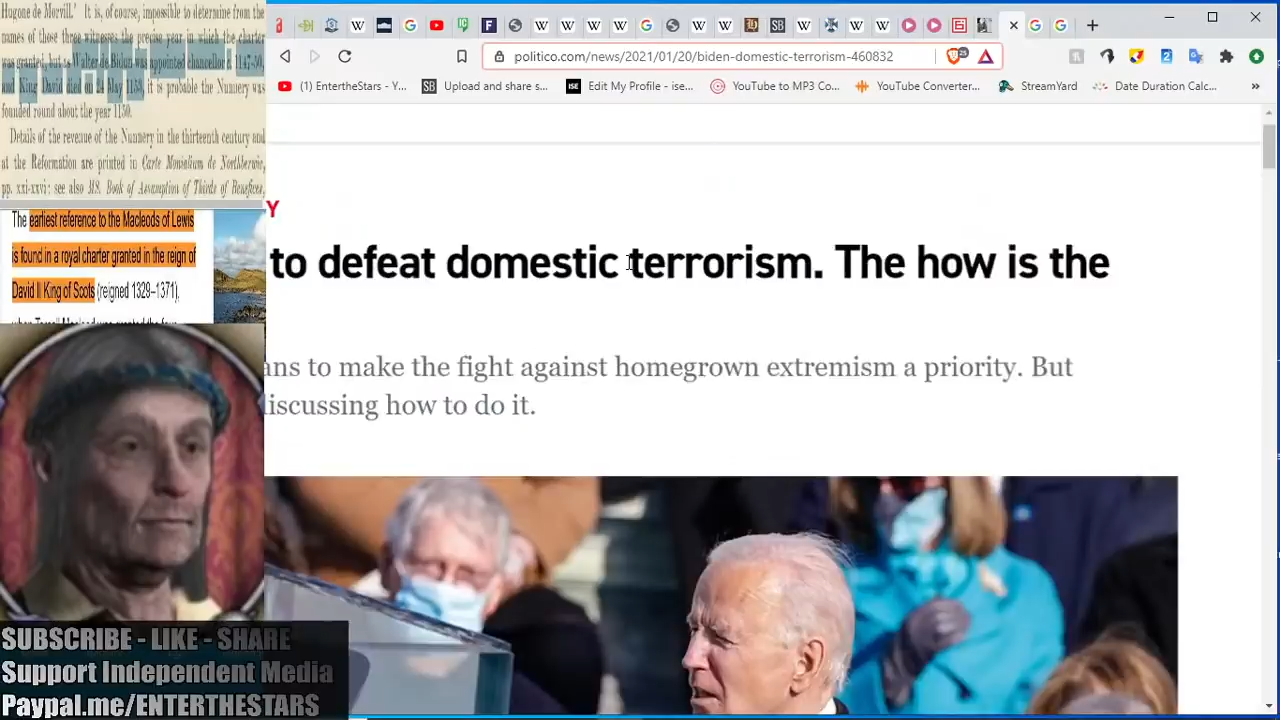 Hugone de Morvill.' It is, of course, impossible to determine from the
names of those three witnesses the precise year in which the charter
was granted, but as Walter de Bidun was appointed chancellor in 1147-5
and King David died on 24 May 1153, it is probable the Nunnery was
founded round about the year 1150.
Details of the revenue of the Nunnery in the thirteenth century and
at the Reformation are printed in Carte Monialium de Northberwic,
pp. xxi-xxvi: see also MS. Book of Assumption of Thirds of Benefices,
The earliest reference to the Macleods of Lewis
is found in a royal charter granted in the reign of
David II King of Scots (reigned 1329–1371),
politico.com/news/2021/01/20/biden-domestic-terrorism-460832
EntertheStars - Y...
Upload and share s...
Edit My Profile - ise...
YouTube to MP3 Co...
YouTube Converter...
StreamYard
Date Duration Calc...
Y
to defeat domestic terrorism. The how is the
ans to make the fight against homegrown extremism a priority. But
discussing how to do it.
SUBSCRIBE - LIKE - SHARE
Support Independent Media
Paypal.me/ENTERTHESTARS